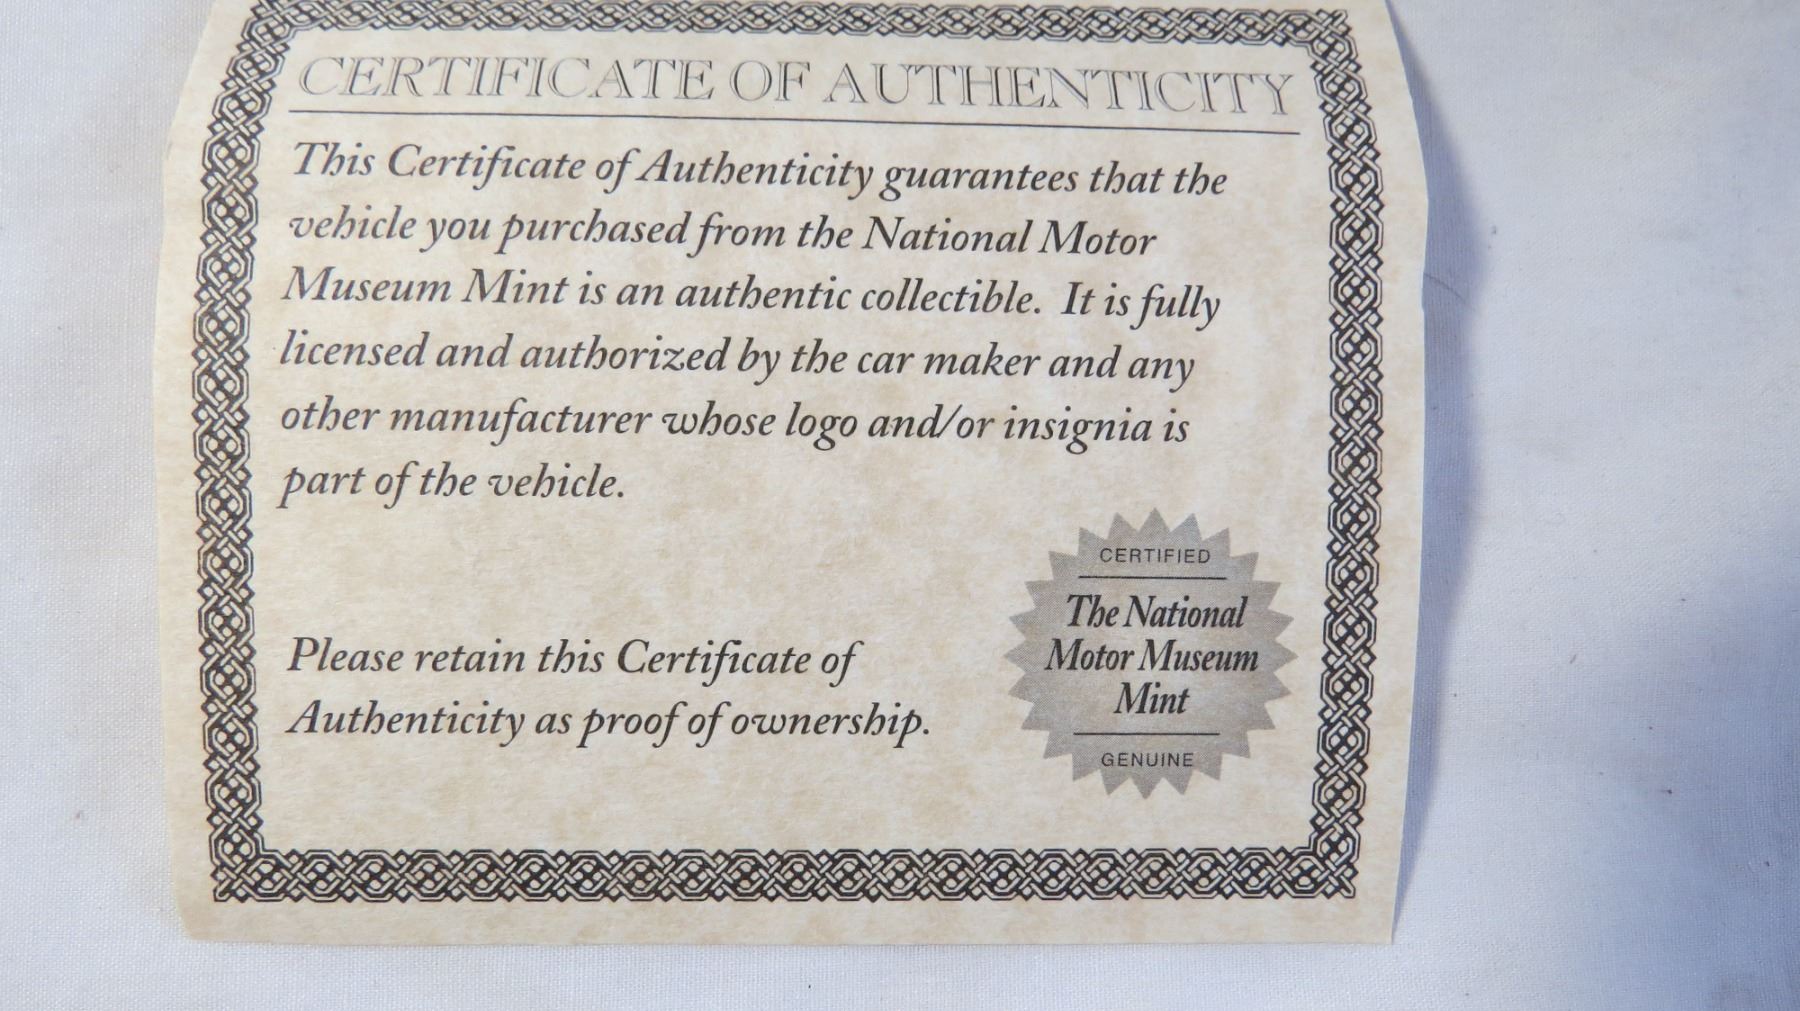 CERTIFICATE OF AUTHENTICITY
This Certificate of Authenticity guarantees that the
vehicle you purchased from the National Motor
Museum Mint is an authentic collectible. It is fully
licensed and authorized by the car maker and any
other manufacturer whose logo and/or insignia is
part of the vehicle.
Please retain this Certificate of
Authenticity as proof of ownership.
CERTIFIED
The National
Motor Museum
Mint
GENUINE